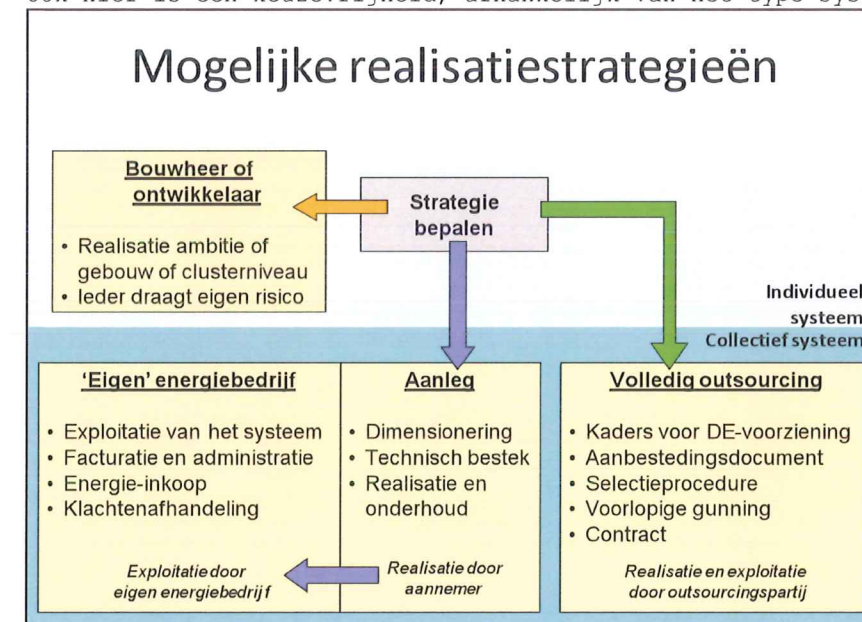 Mogelijke realisatiestrategieën
Bouwheer of
ontwikkelaar
• Realisatie ambitie of
gebouw of clusterniveau
• Ieder draagt eigen risico
Strategie
bepalen
Individueel
systeem
Collectief systeem
'Eigen' energiebedrijf
• Exploitatie van het systeem
• Facturatie en administratie
• Energie-inkoop
• Klachtenafhandeling
Exploitatie door
eigen energiebedrijf
Aanleg
• Dimensionering
• Technisch bestek
• Realisatie en
onderhoud
Realisatie door
aannemer
Volledig outsourcing
• Kaders voor DE-voorziening
• Aanbestedingsdocument
• Selectieprocedure
• Voorlopige gunning
• Contract
Realisatie en exploitatie
door outsourcingspartij